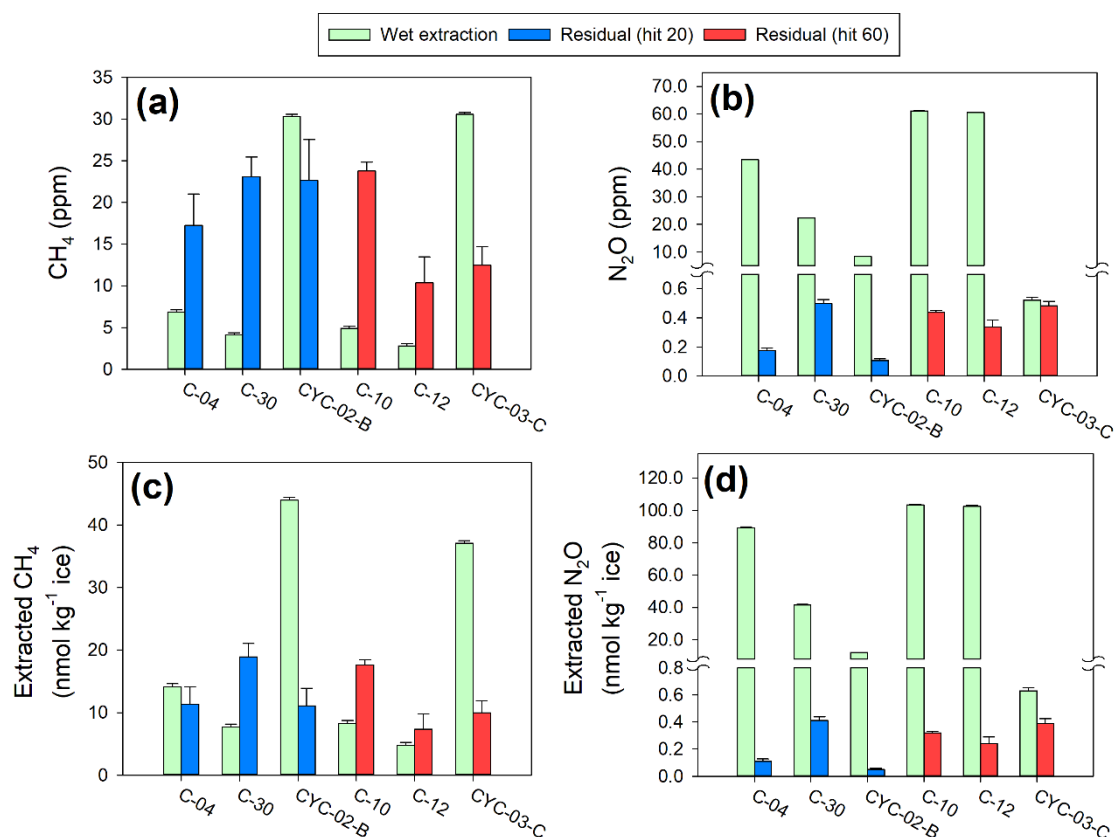 Wet extraction Residual (hit 20) Residual (hit 60)
(a)
CH₄ (ppm)
35
30
25
20
15
10
5
0
C-04 C-30 CYC-02-B C-10 C-12 CYC-03-C
(b)
N₂O (ppm)
70.0
60.0
50.0
40.0
30.0
20.0
10.0
0.6
0.4
0.2
0.0
C-04 C-30 CYC-02-B C-10 C-12 CYC-03-C
(c)
Extracted CH₄
(nmol kg⁻¹ ice)
50
40
30
20
10
0
C-04 C-30 CYC-02-B C-10 C-12 CYC-03-C
(d)
Extracted N₂O
(nmol kg⁻¹ ice)
120.0
100.0
80.0
60.0
40.0
20.0
0.8
0.6
0.4
0.2
0.0
C-04 C-30 CYC-02-B C-10 C-12 CYC-03-C